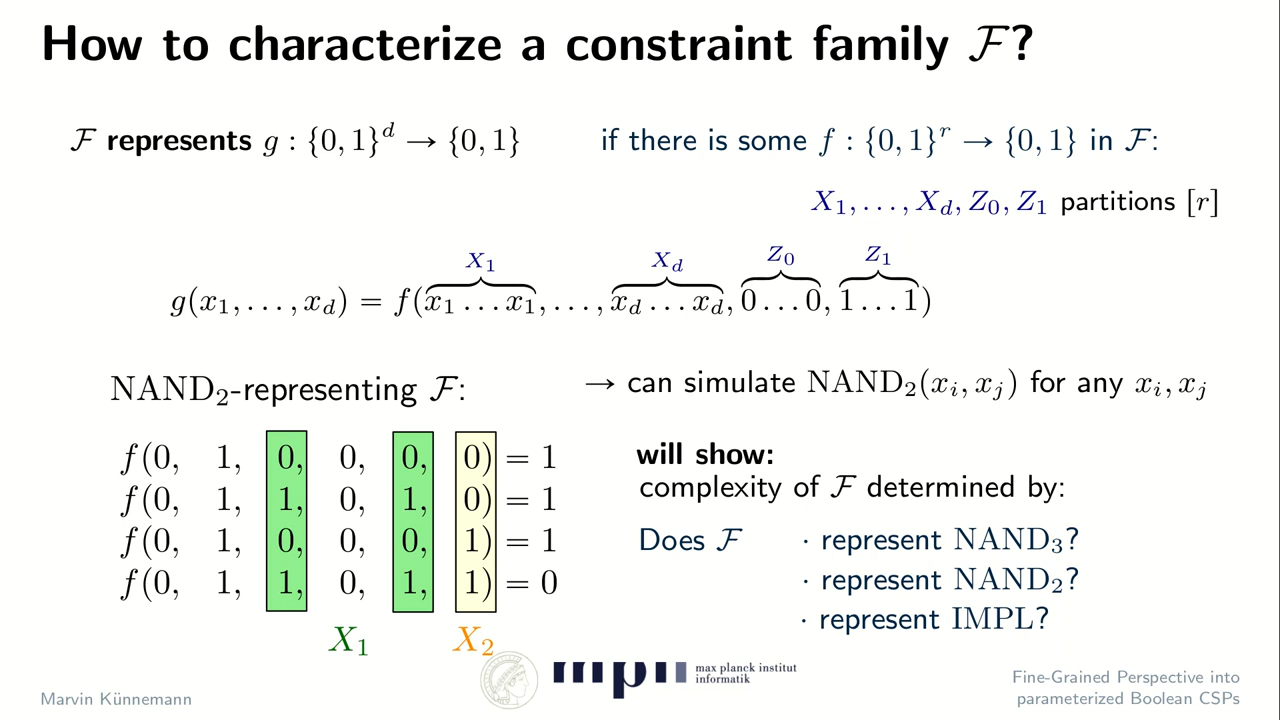 How to characterize a constraint family ℱ?
ℱ represents g : {0, 1}^d → {0, 1} if there is some f : {0, 1}^r → {0, 1} in ℱ:
X_1, . . . , X_d, Z_0, Z_1 partitions [r]
X_1 X_d Z_0 Z_1
g(x_1, . . . , x_d) = f(x_1 . . . x_1, . . . , x_d . . . x_d, 0 . . . 0, 1 . . . 1)
NAND_2-representing ℱ: → can simulate NAND_2(x_i, x_j) for any x_i, x_j
f(0, 1, 0, 0, 0, 0) = 1
f(0, 1, 1, 0, 1, 0) = 1
f(0, 1, 0, 0, 0, 1) = 1
f(0, 1, 1, 0, 1, 1) = 0
X_1 X_2
will show:
complexity of ℱ determined by:
Does ℱ · represent NAND_3?
· represent NAND_2?
· represent IMPL?
mpii max planck institut
informatik
Marvin Künnemann
Fine-Grained Perspective into
parameterized Boolean CSPs